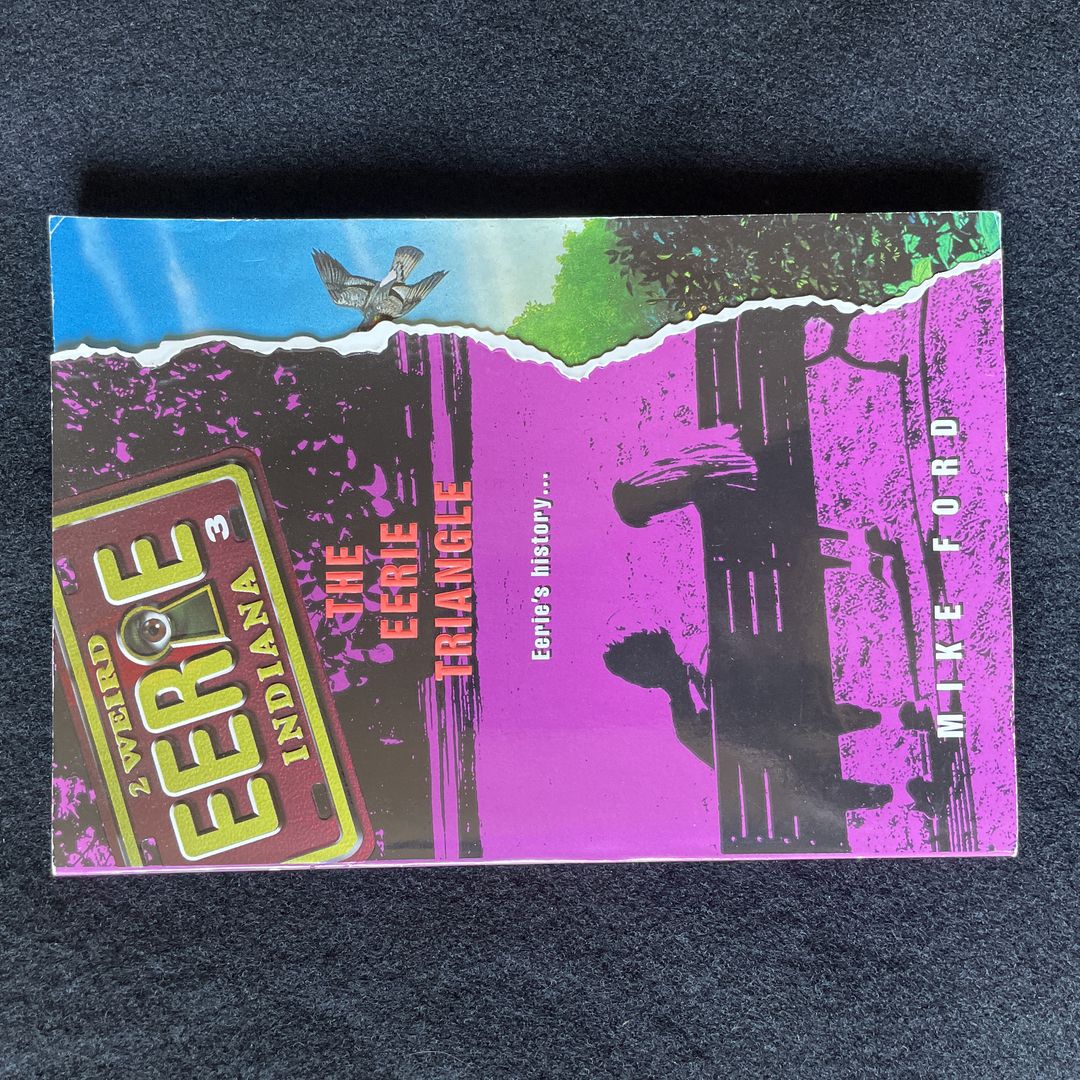 2 WEIRD
EERIE
INDIANA 3
THE
EERIE
TRIANGLE
Eerie's history...
MIKE FORD